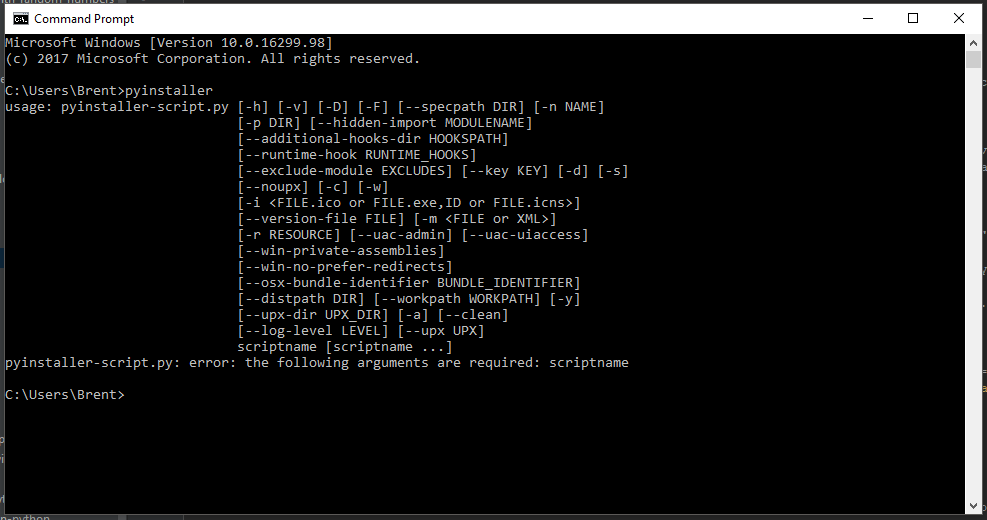 Command Prompt
Microsoft Windows [Version 10.0.16299.98]
(c) 2017 Microsoft Corporation. All rights reserved.
C:\Users\Brent>pyinstaller
usage: pyinstaller-script.py [-h] [-v] [-D] [-F] [--specpath DIR] [-n NAME]
[-p DIR] [--hidden-import MODULENAME]
[--additional-hooks-dir HOOKSPATH]
[--runtime-hook RUNTIME_HOOKS]
[--exclude-module EXCLUDES] [--key KEY] [-d] [-s]
[--noupx] [-c] [-w]
[-i <FILE.ico or FILE.exe,ID or FILE.icns>]
[--version-file FILE] [-m <FILE or XML>]
[-r RESOURCE] [--uac-admin] [--uac-uiaccess]
[--win-private-assemblies]
[--win-no-prefer-redirects]
[--osx-bundle-identifier BUNDLE_IDENTIFIER]
[--distpath DIR] [--workpath WORKPATH] [-y]
[--upx-dir UPX_DIR] [-a] [--clean]
[--log-level LEVEL] [--upx UPX]
scriptname [scriptname ...]
pyinstaller-script.py: error: the following arguments are required: scriptname
C:\Users\Brent>